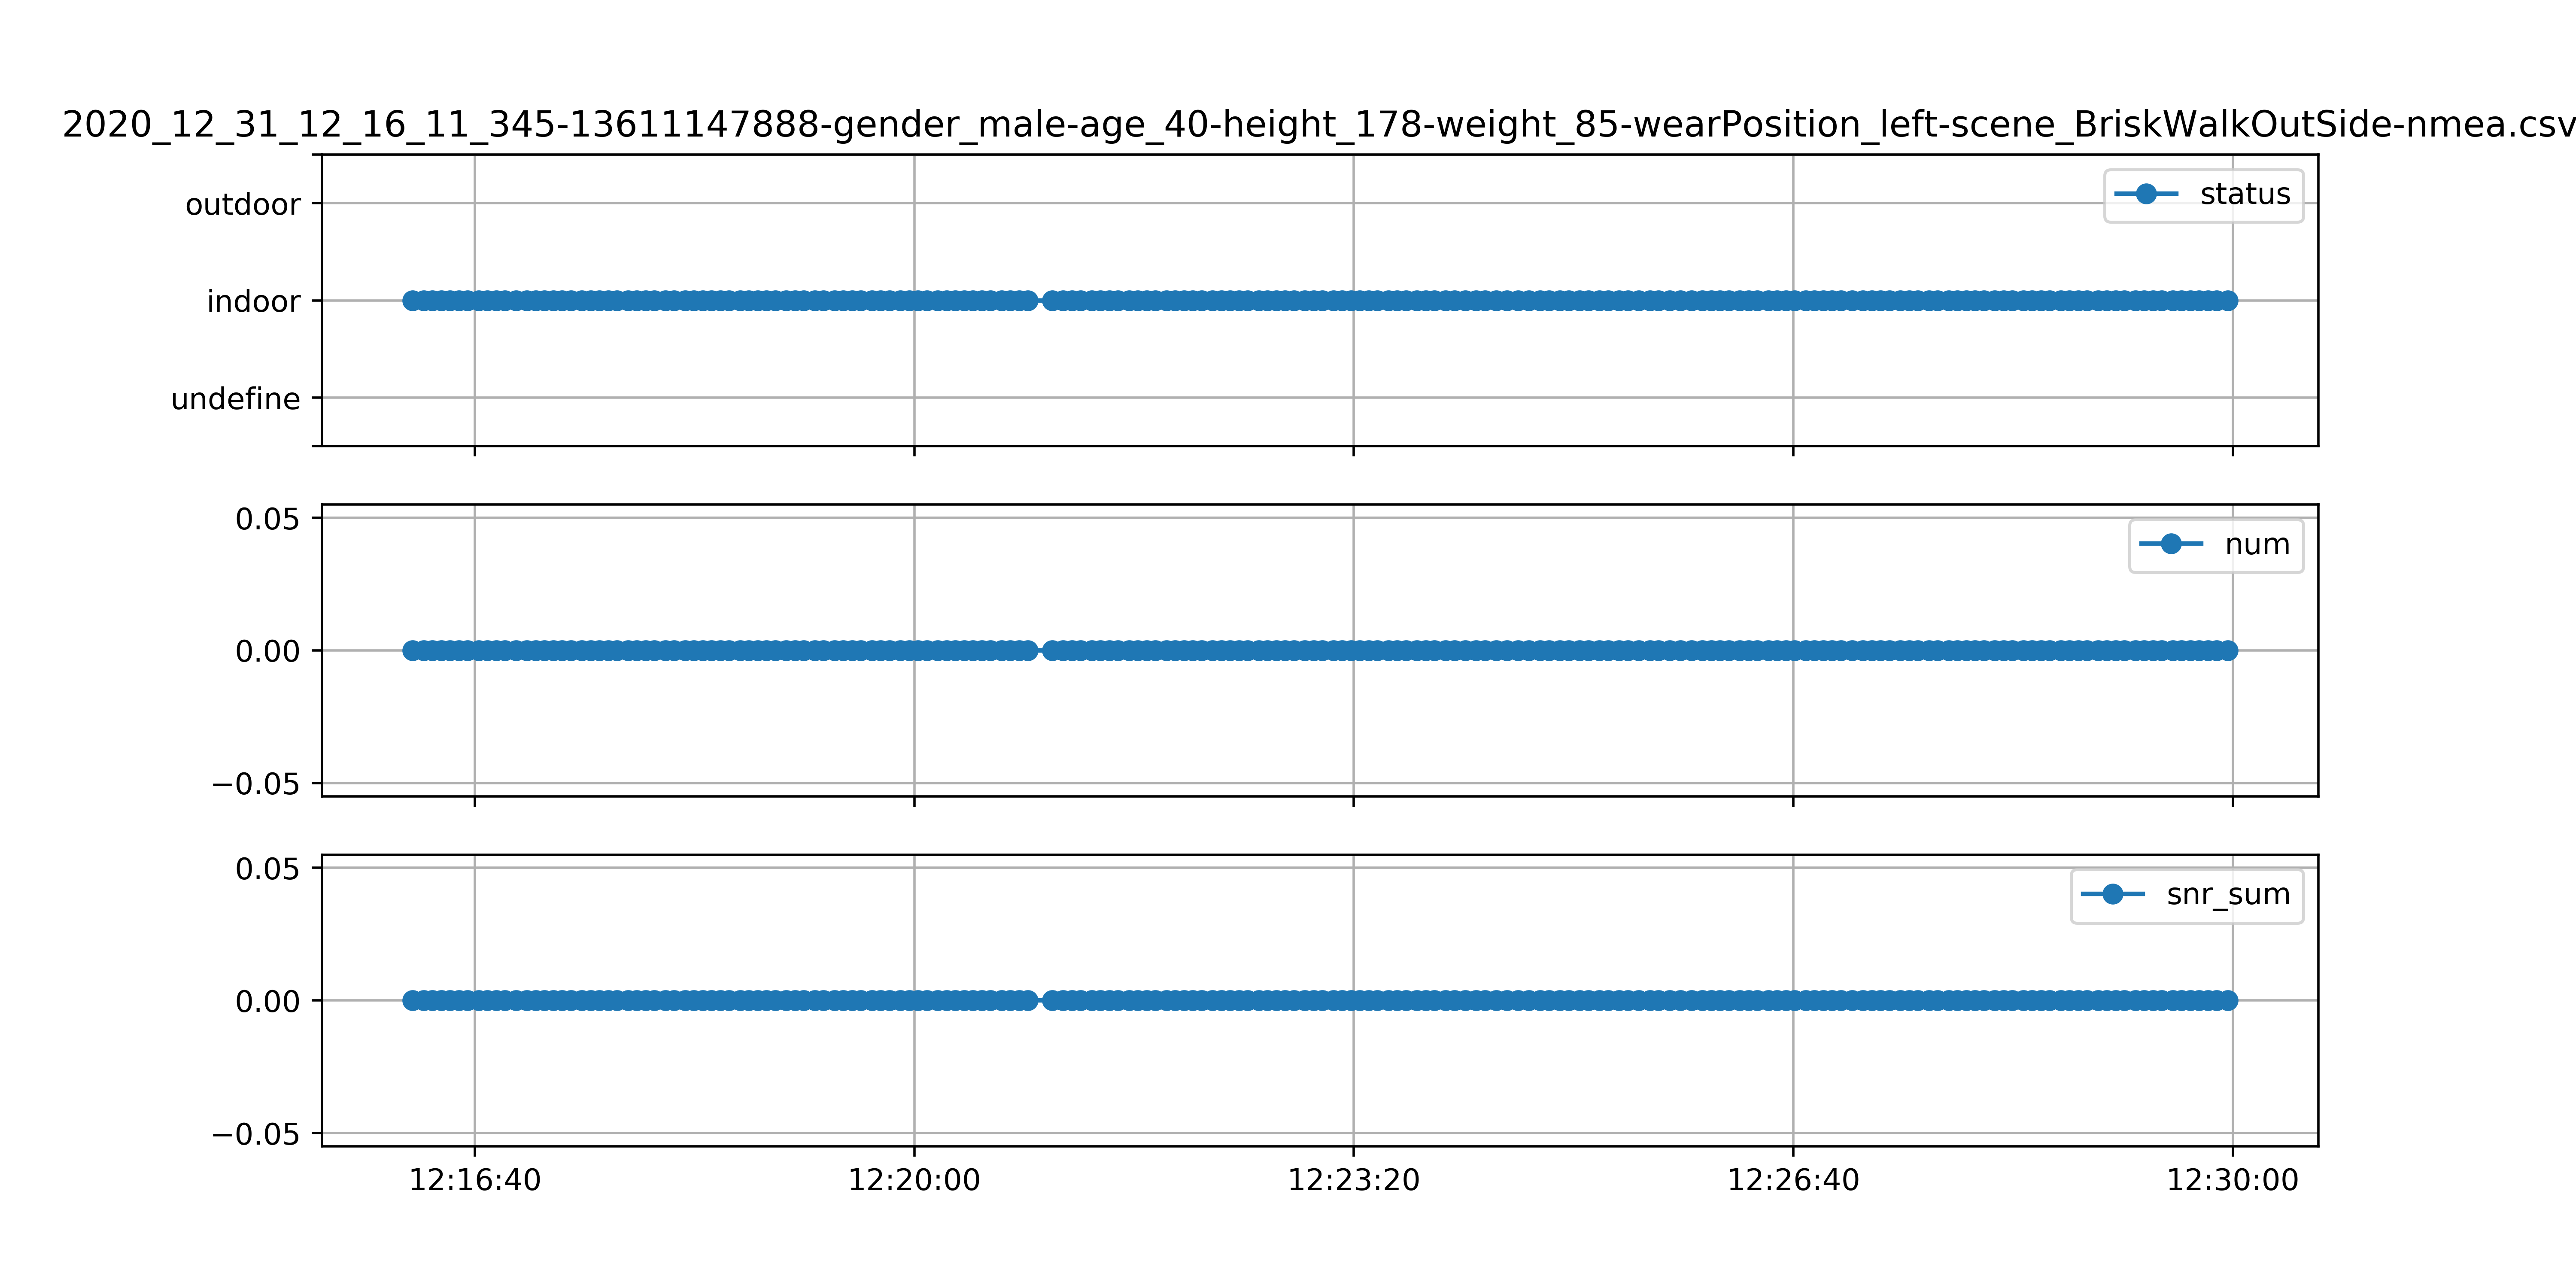 2020_12_31_12_16_11_345-13611147888-gender_male-age_40-height_178-weight_85-wearPosition_left-scene_BriskWalkOutSide-nmea.csv
status
outdoor
indoor
undefine
num
0.05
0.00
−0.05
snr_sum
0.05
0.00
−0.05
12:16:40 12:20:00 12:23:20 12:26:40 12:30:00